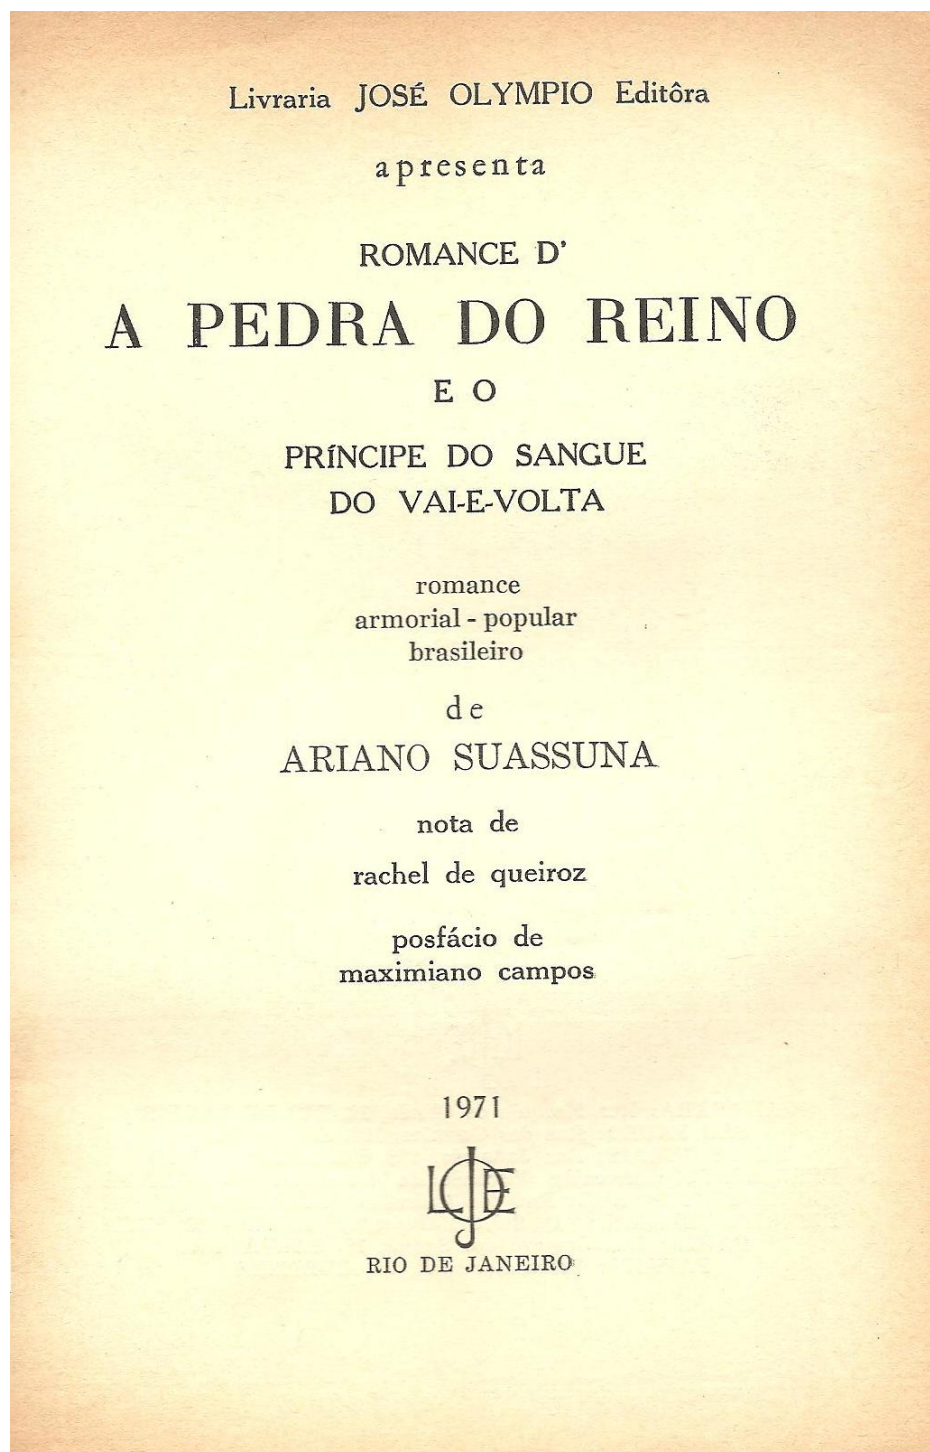 Livraria JOSÉ OLYMPIO Editôra
apresenta
ROMANCE D'
A PEDRA DO REINO
E O
PRÍNCIPE DO SANGUE
DO VAI-E-VOLTA
romance
armorial - popular
brasileiro
de
ARIANO SUASSUNA
nota de
rachel de queiroz
posfácio de
maximiano campos
1971
LJOE
RIO DE JANEIRO